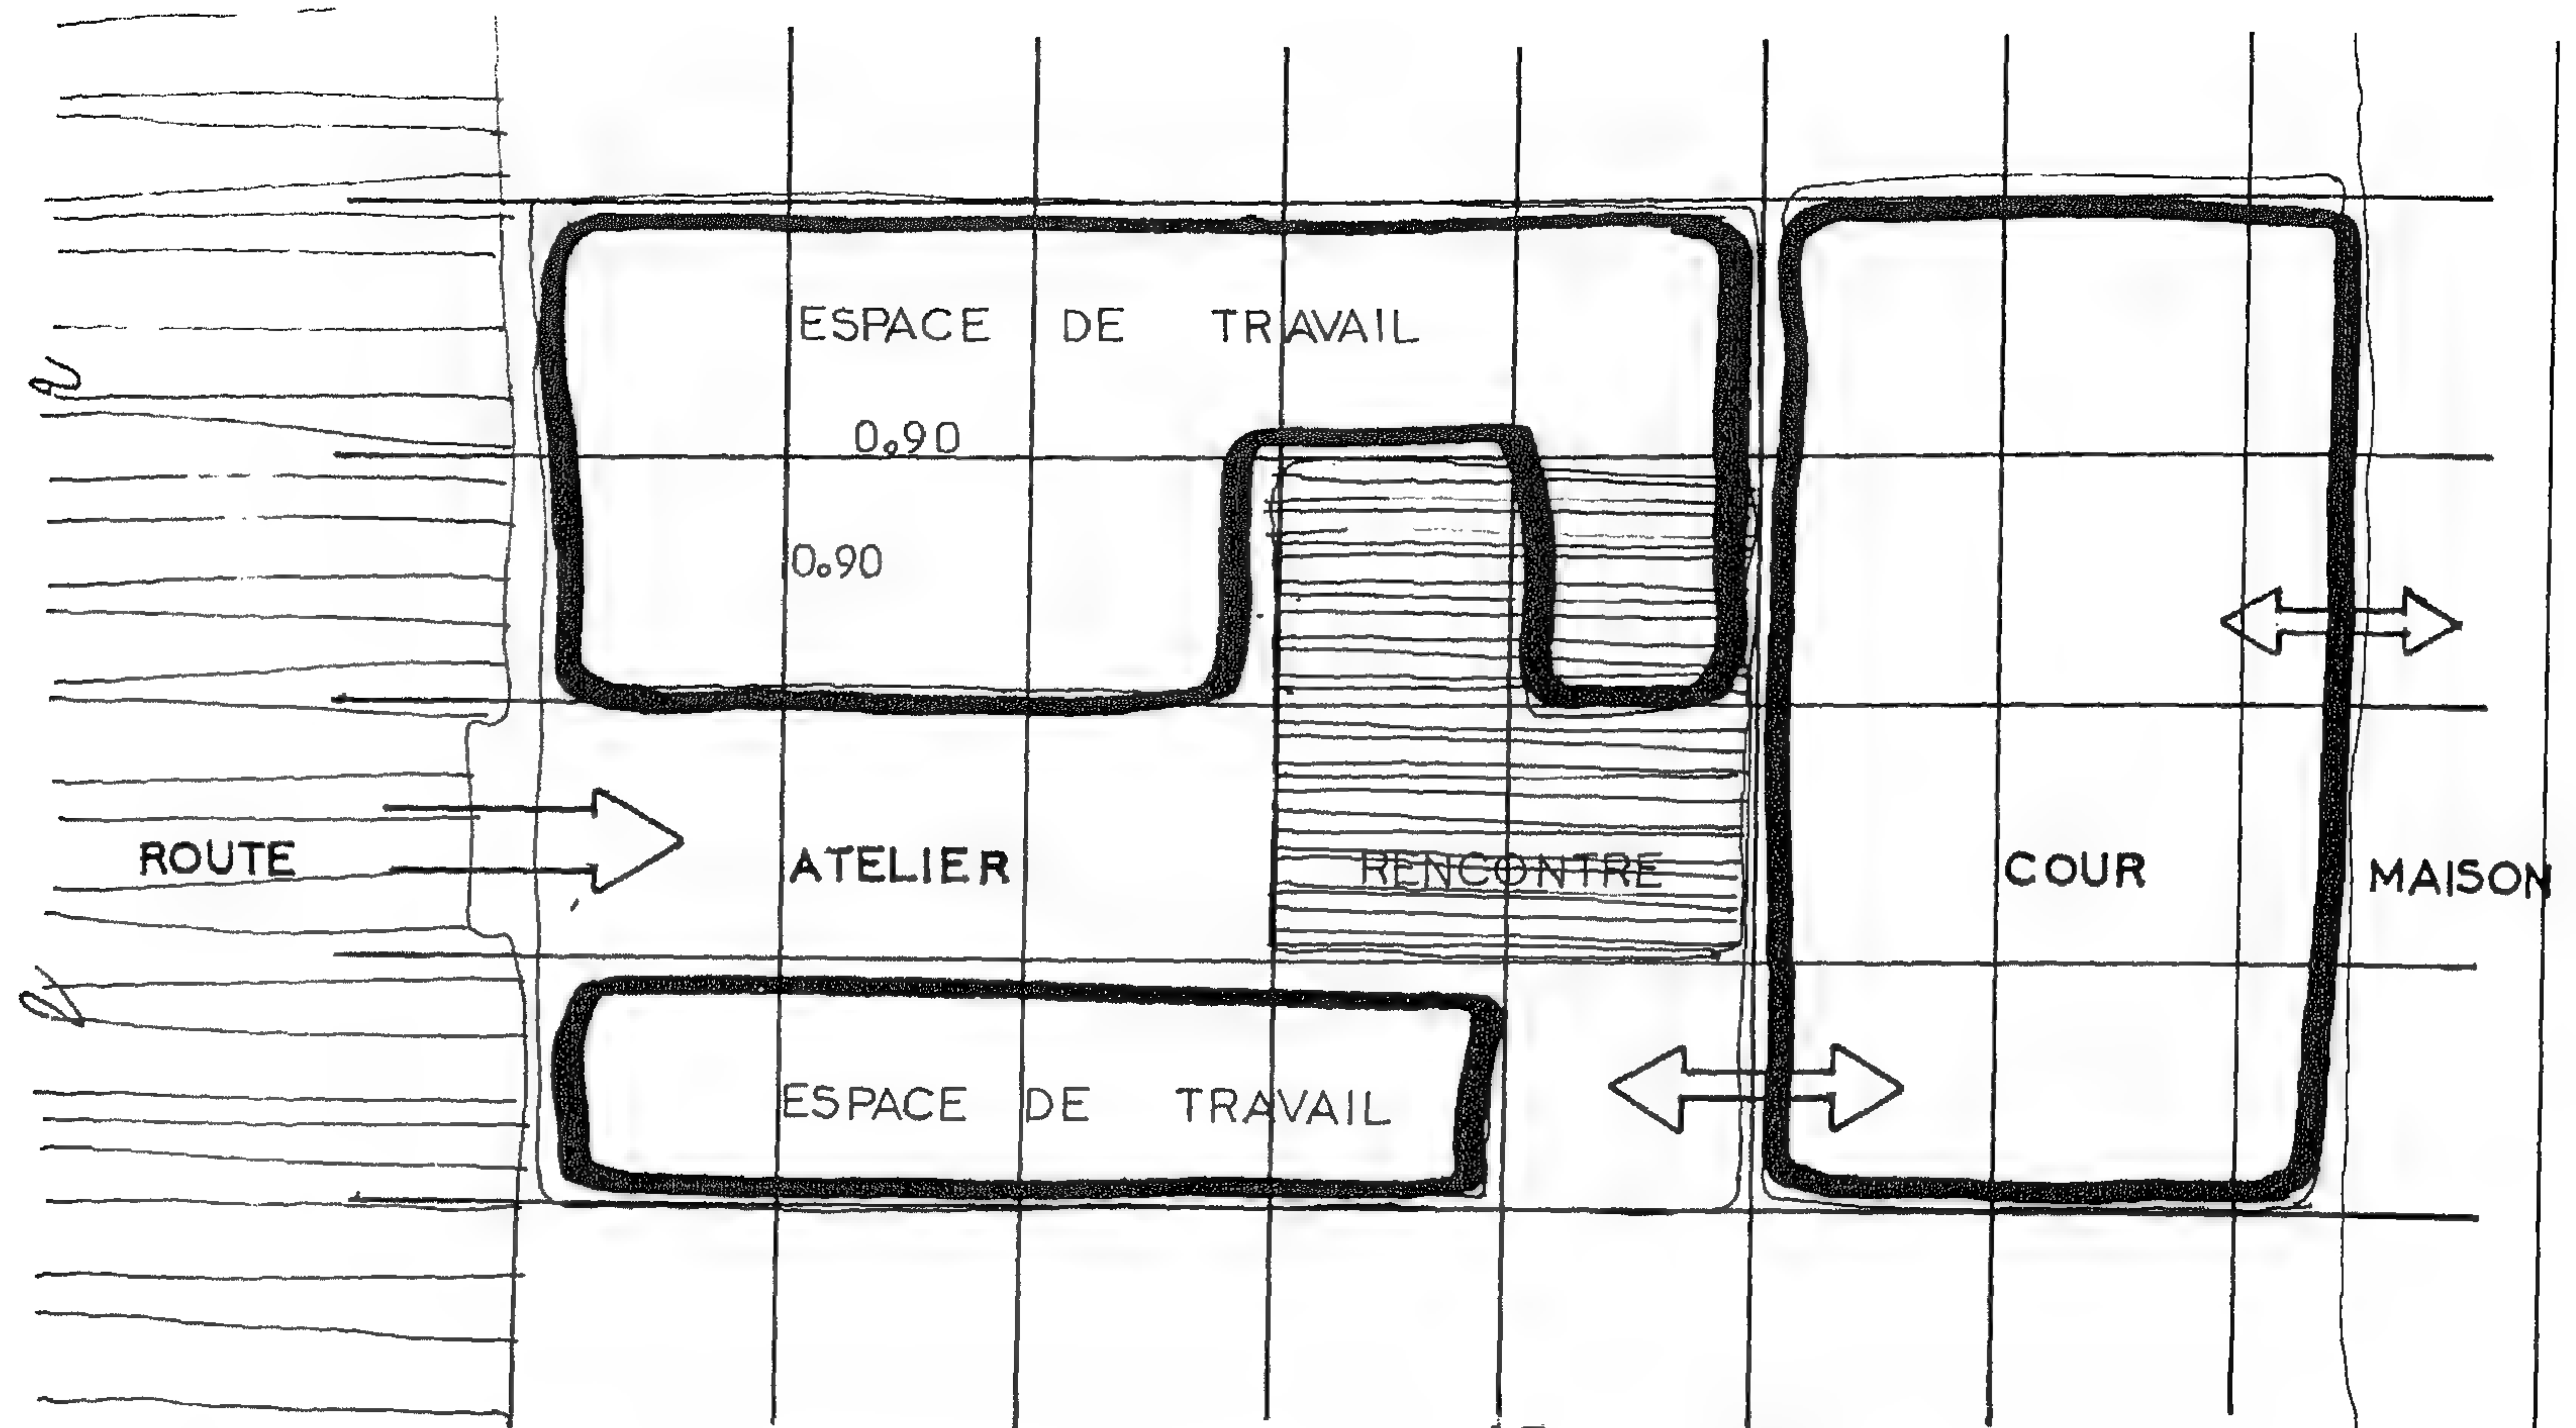 ESPACE DE TRAVAIL
0.90
0.90
ROUTE
ATELIER
RENCONTRE
COUR
MAISON
ESPACE DE TRAVAIL